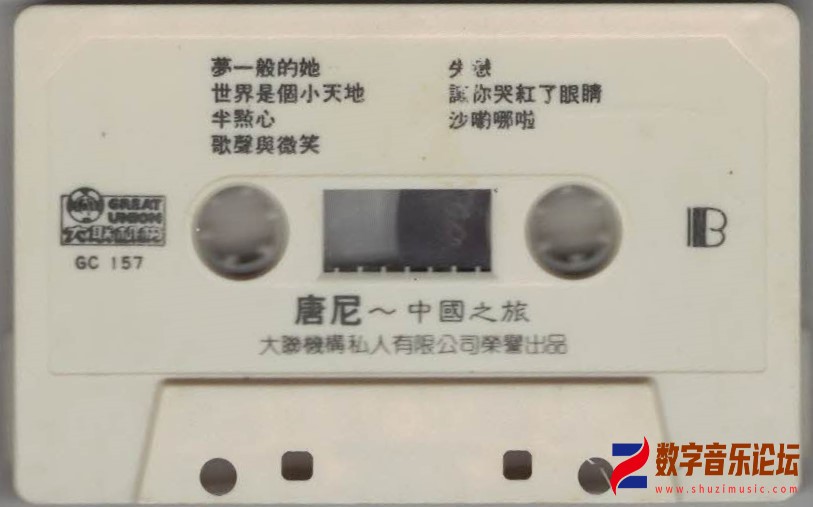 夢一般的她
世界是個小天地
半點心
歌聲與微笑
失戀
讓你哭紅了眼睛
沙喲哪啦
GREAT
UNION
大聯機構
GC 157
B
唐尼～中國之旅
大聯機構私人有限公司榮譽出品
数字音乐论坛
www.shuzimusic.com